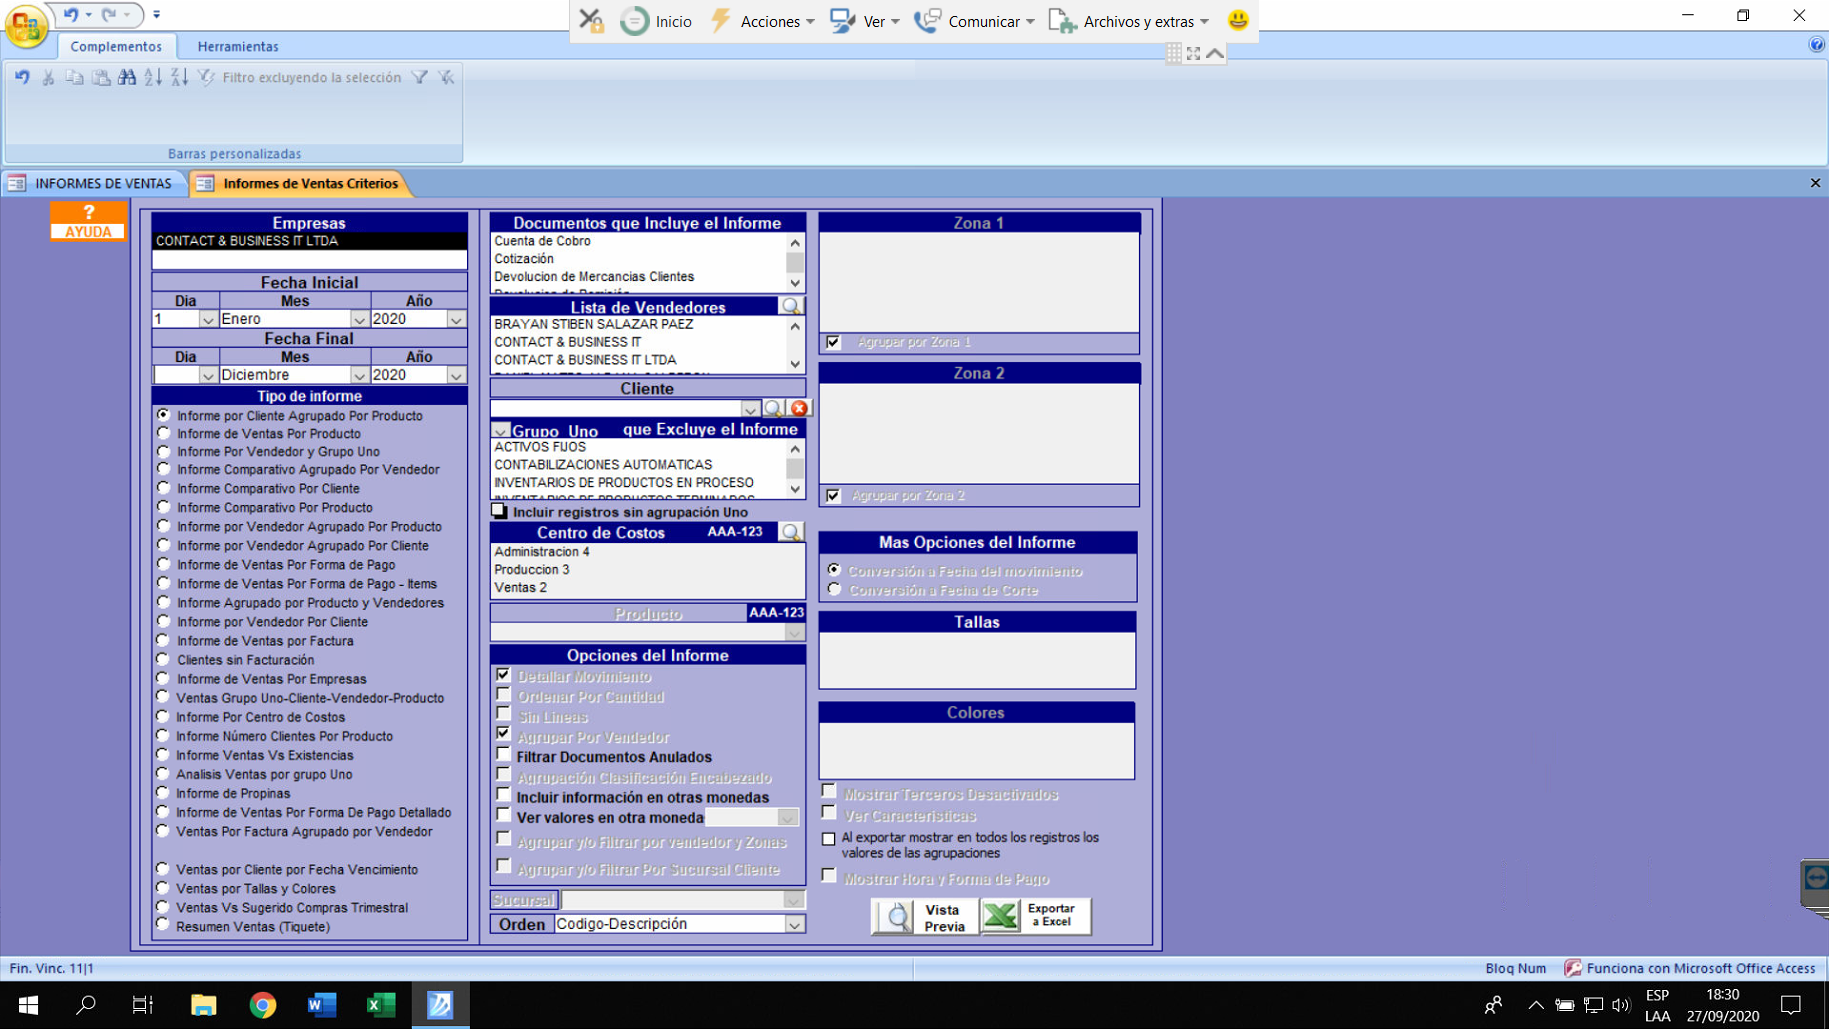 Inicio
Acciones
Ver
Comunicar
Archivos y extras
Complementos
Herramientas
Filtro excluyendo la selección
Barras personalizadas
INFORMES DE VENTAS
Informes de Ventas Criterios
?
AYUDA
Empresas
CONTACT & BUSINESS IT LTDA
Fecha Inicial
Dia Mes Año
1 Enero 2020
Fecha Final
Dia Mes Año
Diciembre 2020
Tipo de informe
Informe por Cliente Agrupado Por Producto
Informe de Ventas Por Producto
Informe Por Vendedor y Grupo Uno
Informe Comparativo Agrupado Por Vendedor
Informe Comparativo Por Cliente
Informe Comparativo Por Producto
Informe por Vendedor Agrupado Por Producto
Informe por Vendedor Agrupado Por Cliente
Informe de Ventas Por Forma de Pago
Informe de Ventas Por Forma de Pago - Items
Informe Agrupado por Producto y Vendedores
Informe por Vendedor Por Cliente
Informe de Ventas por Factura
Clientes sin Facturación
Informe de Ventas Por Empresas
Ventas Grupo Uno-Cliente-Vendedor-Producto
Informe Por Centro de Costos
Informe Número Clientes Por Producto
Informe Ventas Vs Existencias
Analisis Ventas por grupo Uno
Informe de Propinas
Informe de Ventas Por Forma De Pago Detallado
Ventas Por Factura Agrupado por Vendedor
Ventas por Cliente por Fecha Vencimiento
Ventas por Tallas y Colores
Ventas Vs Sugerido Compras Trimestral
Resumen Ventas (Tiquete)
Documentos que Incluye el Informe
Cuenta de Cobro
Cotización
Devolucion de Mercancias Clientes
Devolucion de Remisión
Lista de Vendedores
BRAYAN STIBEN SALAZAR PAEZ
CONTACT & BUSINESS IT
CONTACT & BUSINESS IT LTDA
Cliente
Grupo Uno que Excluye el Informe
ACTIVOS FIJOS
CONTABILIZACIONES AUTOMATICAS
INVENTARIOS DE PRODUCTOS EN PROCESO
INVENTARIOS DE PRODUCTOS TERMINADOS
Incluir registros sin agrupación Uno
Centro de Costos AAA-123
Administracion 4
Produccion 3
Ventas 2
Producto AAA-123
Opciones del Informe
Detallar Movimiento
Ordenar Por Cantidad
Sin Lineas
Agrupar Por Vendedor
Filtrar Documentos Anulados
Agrupación Clasificación Encabezado
Incluir información en otras monedas
Ver valores en otra moneda
Agrupar y/o Filtrar por vendedor y Zonas
Agrupar y/o Filtrar Por Sucursal Cliente
Sucursal
Orden Codigo-Descripción
Zona 1
Agrupar por Zona 1
Zona 2
Agrupar por Zona 2
Mas Opciones del Informe
Conversión a Fecha del movimiento
Conversión a Fecha de Corte
Tallas
Colores
Mostrar Terceros Desactivados
Ver Caracteristicas
Al exportar mostrar en todos los registros los
valores de las agrupaciones
Mostrar Hora y Forma de Pago
Vista
Previa
Exportar
a Excel
Fin. Vinc. 11|1
Bloq Num
Funciona con Microsoft Office Access
ESP
LAA
18:30
27/09/2020